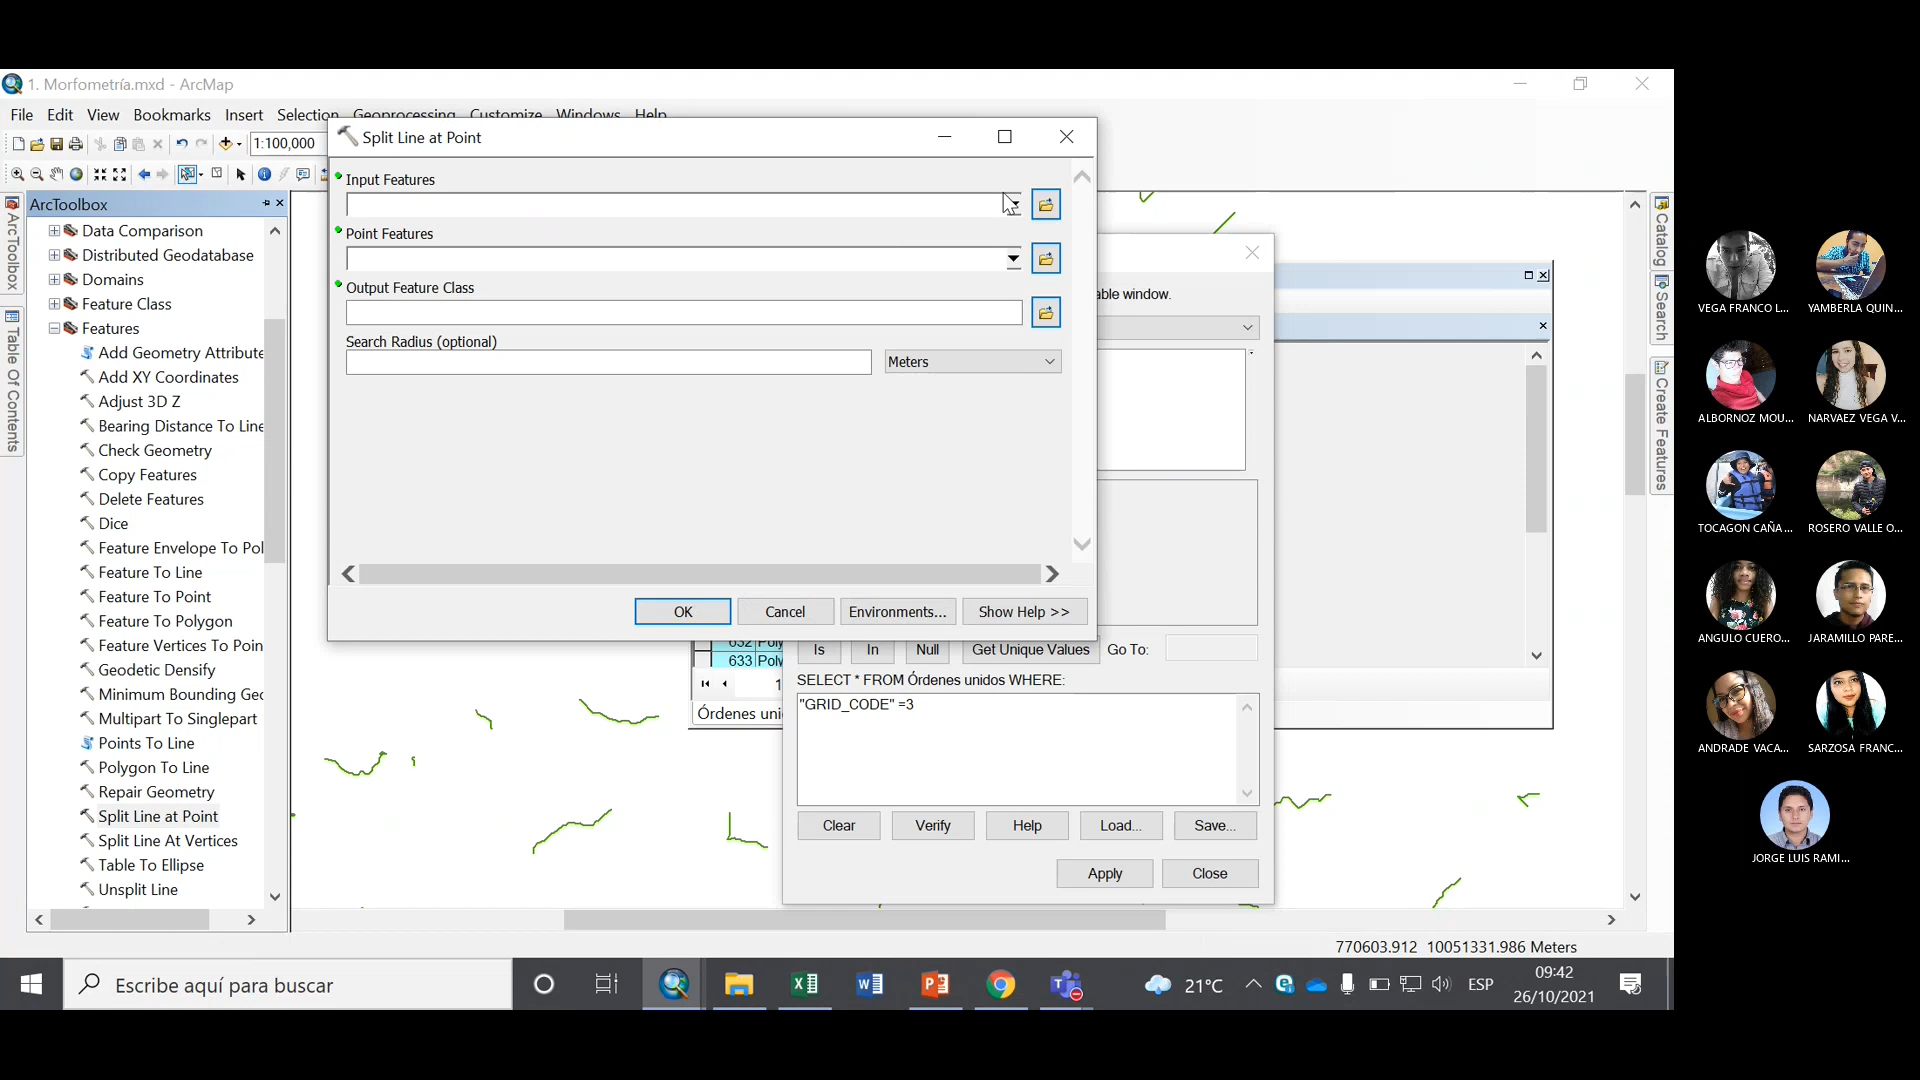 1. Morfometría.mxd - ArcMap
File Edit View Bookmarks Insert Selection Geoprocessing Customize Windows Help
1:100,000
ArcToolbox
Data Comparison
Distributed Geodatabase
Domains
Feature Class
Features
Add Geometry Attribute
Add XY Coordinates
Adjust 3D Z
Bearing Distance To Line
Check Geometry
Copy Features
Delete Features
Dice
Feature Envelope To Pol
Feature To Line
Feature To Point
Feature To Polygon
Feature Vertices To Poin
Geodetic Densify
Minimum Bounding Geo
Multipart To Singlepart
Points To Line
Polygon To Line
Repair Geometry
Split Line at Point
Split Line At Vertices
Table To Ellipse
Unsplit Line
ArcToolbox
Table Of Contents
Split Line at Point
Input Features
Point Features
Output Feature Class
Search Radius (optional)
Meters
OK Cancel Environments... Show Help >>
able window.
632 Poly
633 Poly
1
Órdenes uni
Is In Null Get Unique Values Go To:
SELECT * FROM Órdenes unidos WHERE:
"GRID_CODE" =3
Clear Verify Help Load... Save...
Apply Close
Catalog
Search
Create Features
770603.912 10051331.986 Meters
Escribe aquí para buscar
21°C
ESP
09:42
26/10/2021
VEGA FRANCO L... YAMBERLA QUIN...
ALBORNOZ MOU... NARVAEZ VEGA V...
TOCAGON CAÑA ... ROSERO VALLE O...
ANGULO CUERO... JARAMILLO PARE...
ANDRADE VACA... SARZOSA FRANC...
JORGE LUIS RAMI...